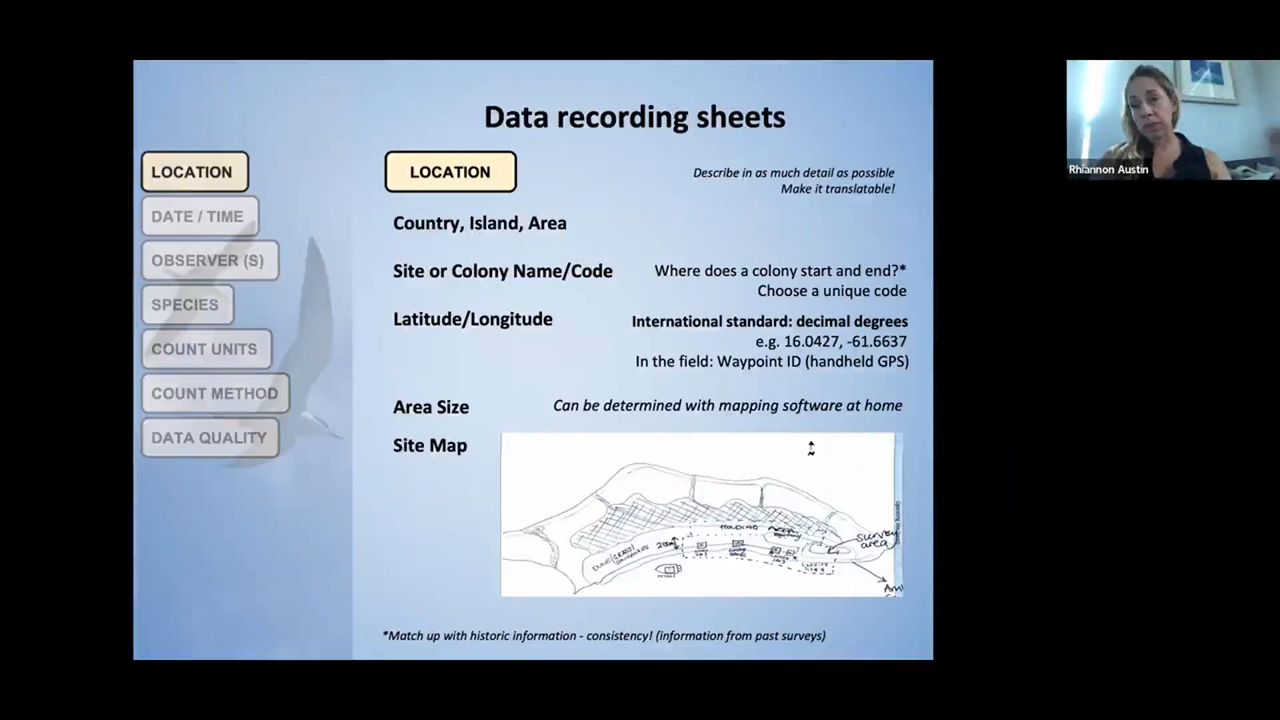 Data recording sheets
LOCATION
DATE / TIME
OBSERVER (S)
SPECIES
COUNT UNITS
COUNT METHOD
DATA QUALITY
LOCATION
Describe in as much detail as possible
Make it translatable!
Country, Island, Area
Site or Colony Name/Code
Where does a colony start and end?*
Choose a unique code
Latitude/Longitude
International standard: decimal degrees
e.g. 16.0427, -61.6637
In the field: Waypoint ID (handheld GPS)
Area Size
Can be determined with mapping software at home
Site Map
N
HOLDING
survey
area
*Match up with historic information - consistency! (information from past surveys)
Rhiannon Austin